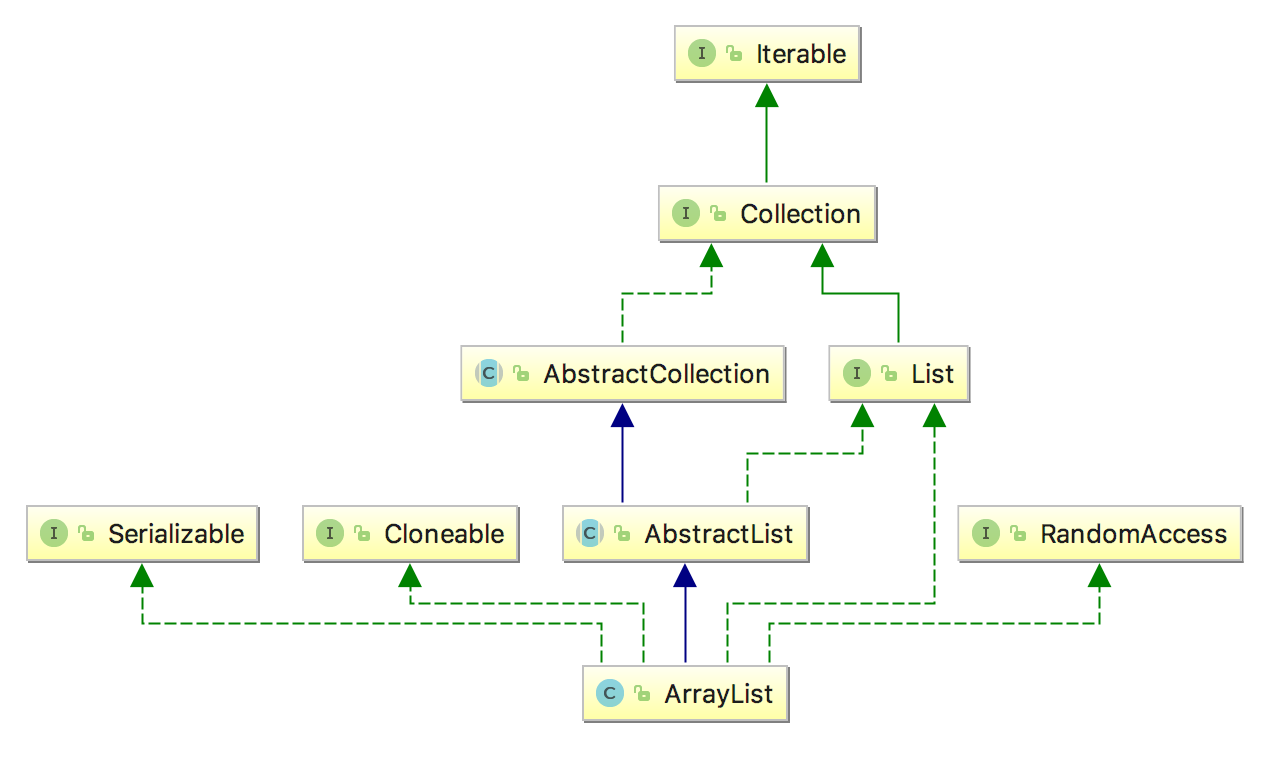 I Iterable
I Collection
C AbstractCollection
I List
I Serializable
I Cloneable
C AbstractList
I RandomAccess
C ArrayList